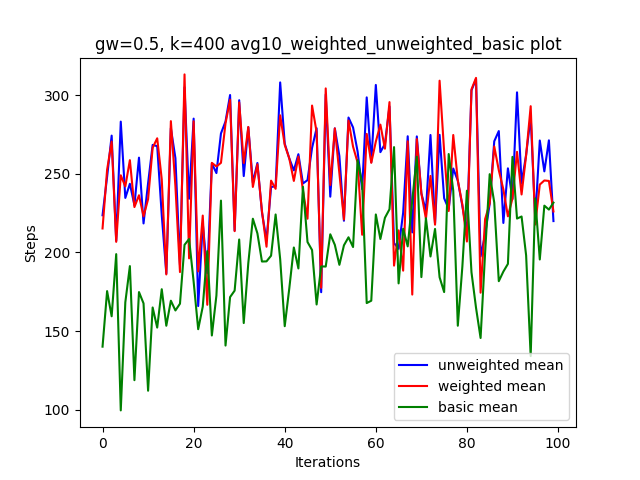 gw=0.5, k=400 avg10_weighted_unweighted_basic plot
Steps
300
250
200
150
100
0 20 40 60 80 100
Iterations
unweighted mean
weighted mean
basic mean